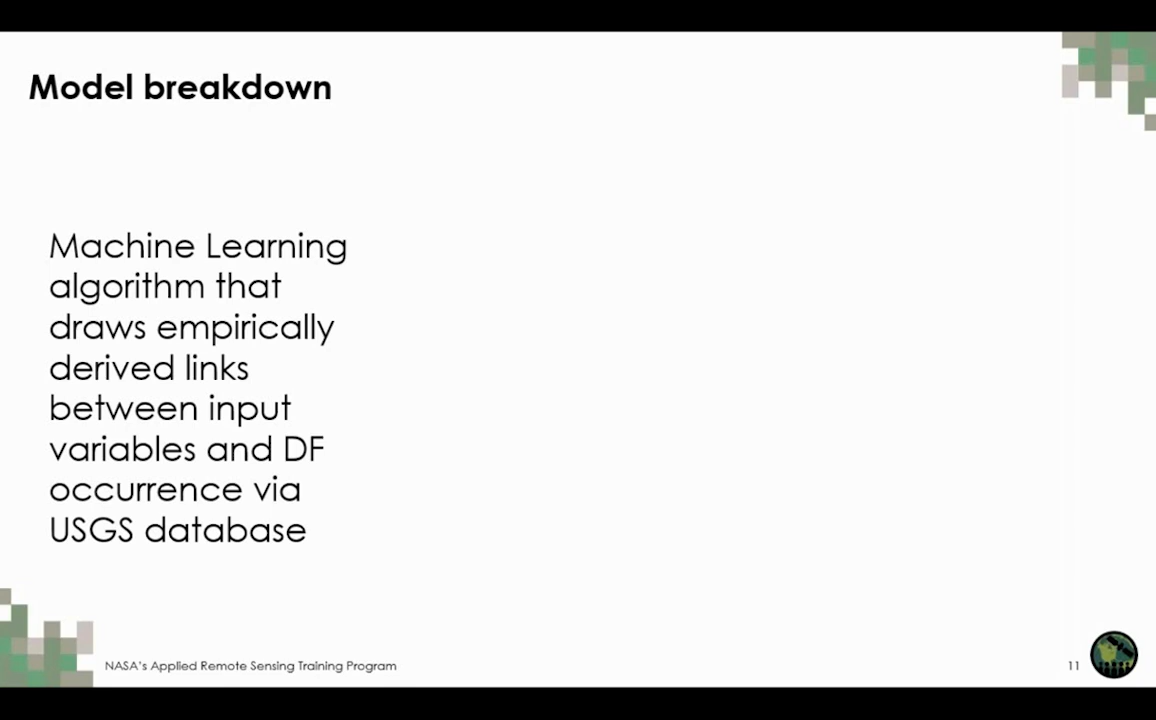 Model breakdown
Machine Learning
algorithm that
draws empirically
derived links
between input
variables and DF
occurrence via
USGS database
NASA's Applied Remote Sensing Training Program
11